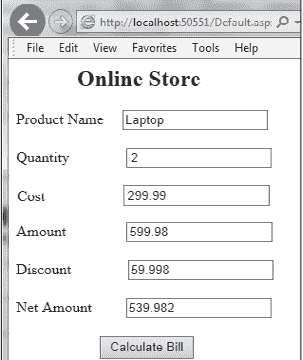 http://localhost:50551/Default.asp
File Edit View Favorites Tools Help
Online Store
Product Name Laptop
Quantity 2
Cost 299.99
Amount 599.98
Discount 59.998
Net Amount 539.982
Calculate Bill